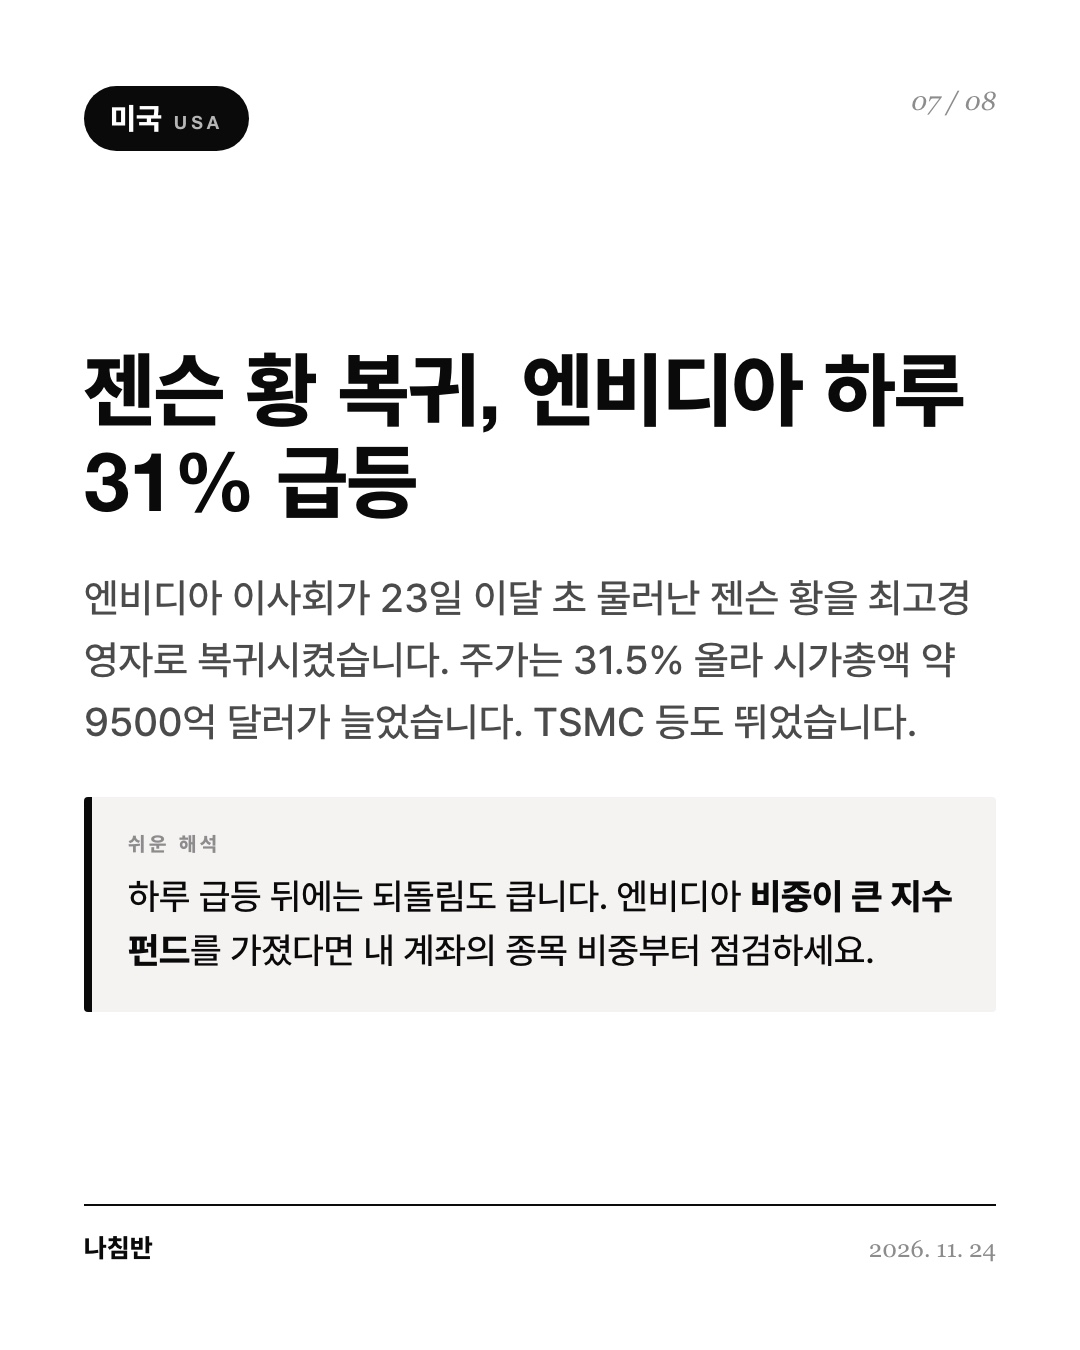 미국 USA
07 / 08
젠슨 황 복귀, 엔비디아 하루
31% 급등
엔비디아 이사회가 23일 이달 초 물러난 젠슨 황을 최고경
영자로 복귀시켰습니다. 주가는 31.5% 올라 시가총액 약
9500억 달러가 늘었습니다. TSMC 등도 뛰었습니다.
쉬운 해석
하루 급등 뒤에는 되돌림도 큽니다. 엔비디아 비중이 큰 지수
펀드를 가졌다면 내 계좌의 종목 비중부터 점검하세요.
나침반
2026. 11. 24